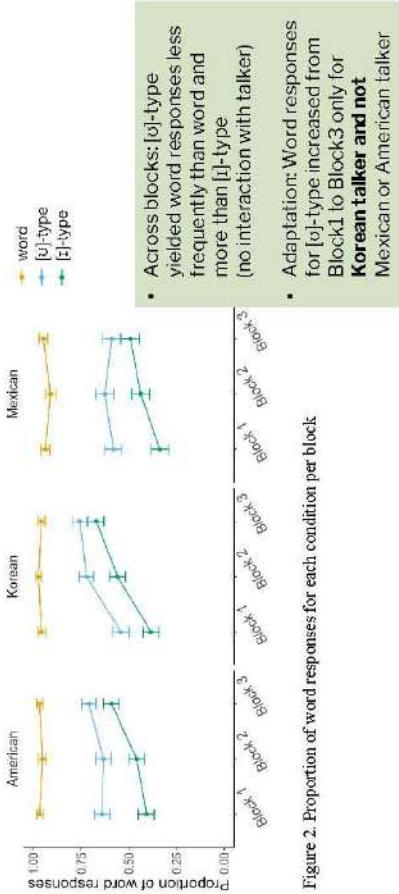 American
Korean
Mexican
word
[ʊ]-type
[ɪ]-type
Proportion of word responses
1.00
0.75
0.50
0.25
0.00
Block 1
Block 2
Block 3
Block 1
Block 2
Block 3
Block 1
Block 2
Block 3
• Across blocks: [ʊ]-type
yielded word responses less
frequently than word and
more than [ɪ]-type
(no interaction with talker)
• Adaptation: Word responses
for [ʊ]-type increased from
Block1 to Block3 only for
Korean talker and not
Mexican or American talker
Figure 2. Proportion of word responses for each condition per block